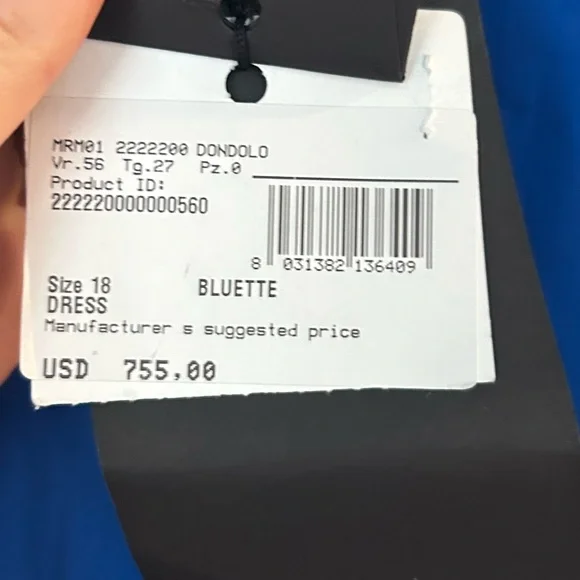 MRM01 2222200 DONDOLO
Vr.56 Tg.27 Pz.0
Product ID:
222220000000560
8 031382 136409
Size 18 BLUETTE
DRESS
Manufacturer s suggested price
USD 755,00